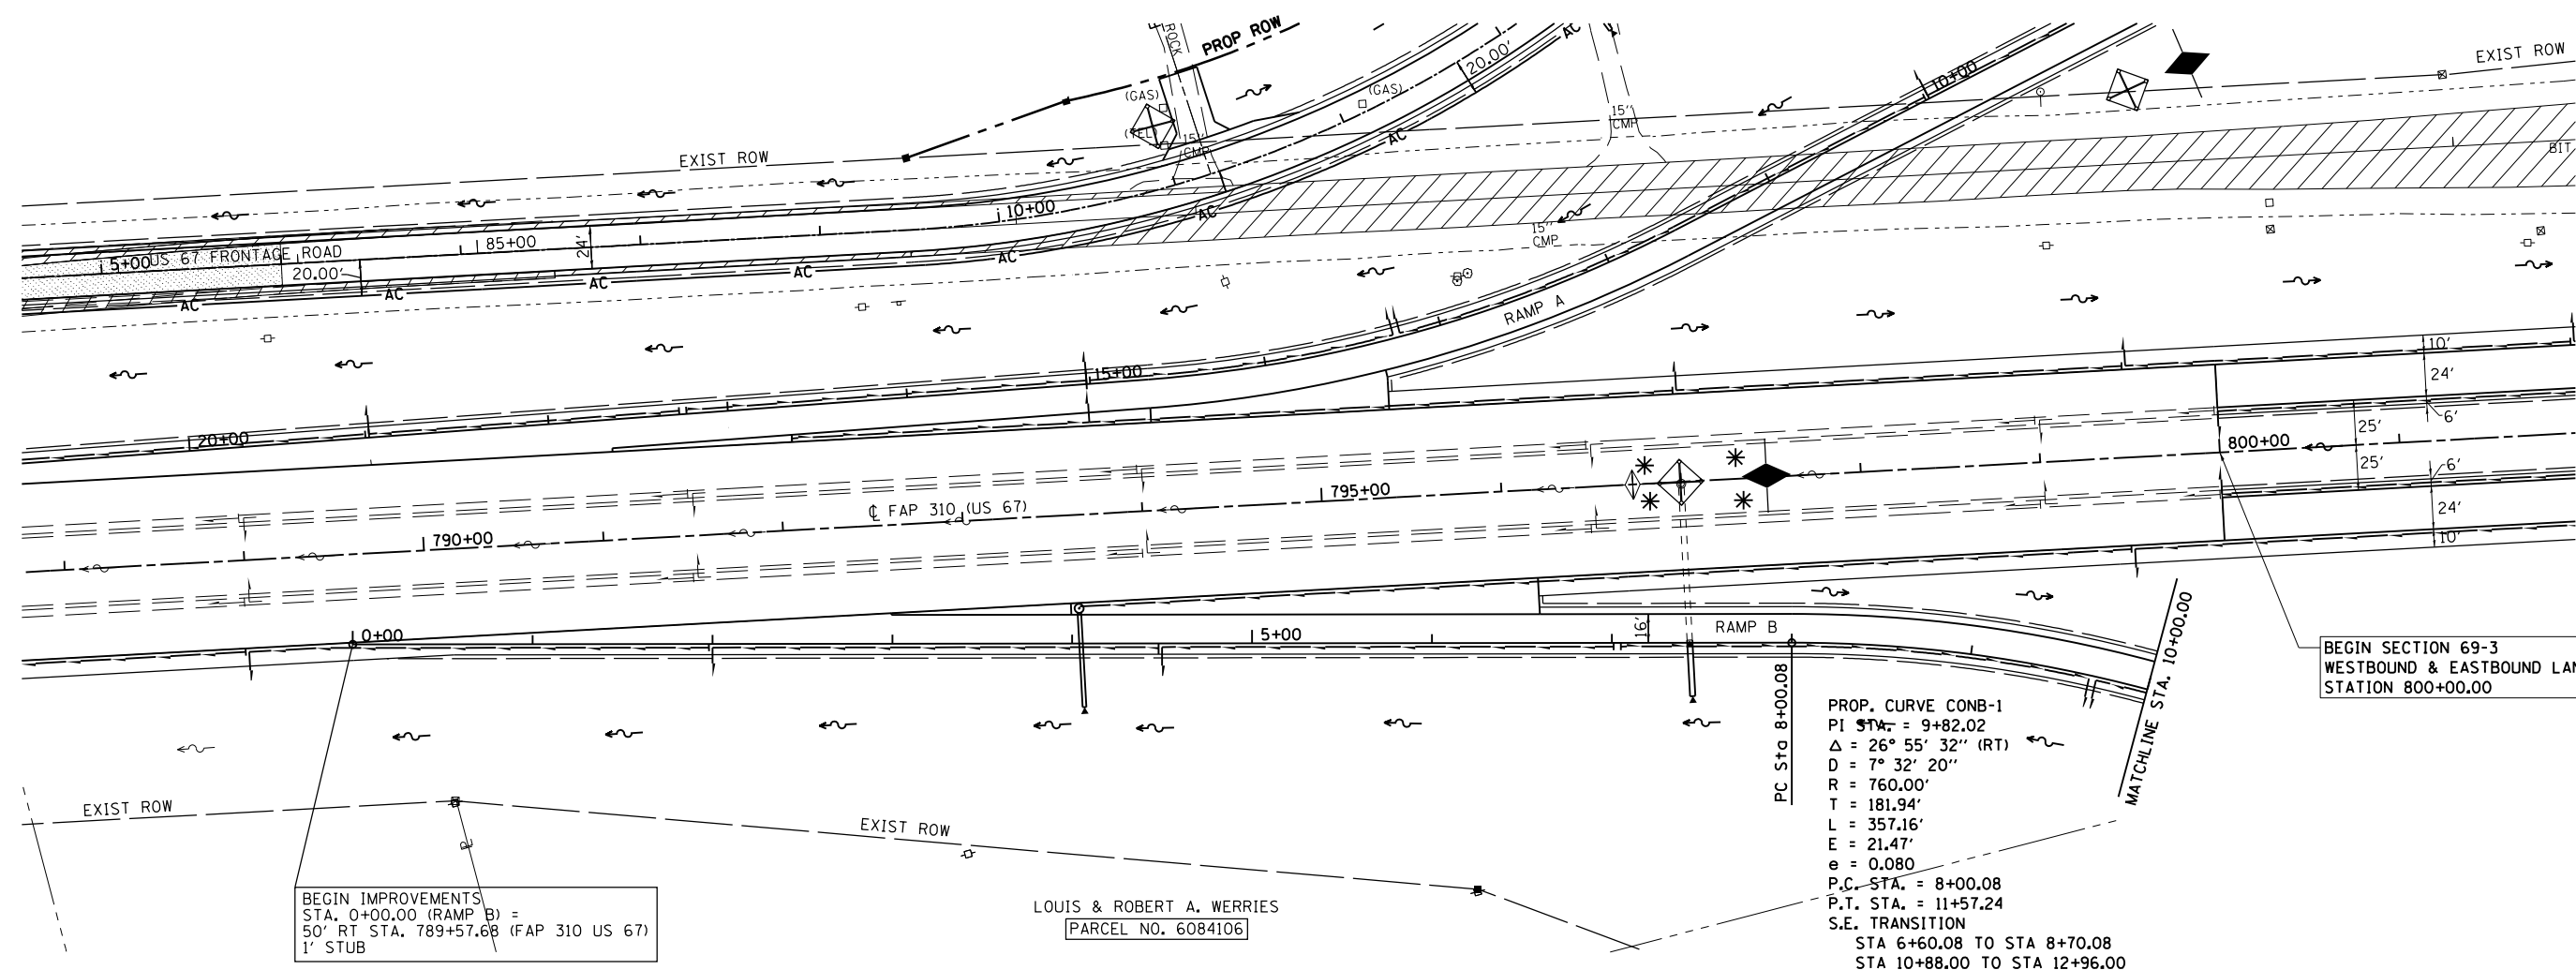 ROCK
PROP ROW
20.00'
AC
10+00
EXIST ROW
(GAS)
(GAS)
(TEL)
15"
CMP
15"
CMP
EXIST ROW
BIT
10+00
AC
AC
15"
CMP
85+00
24'
US 67 FRONTAGE ROAD
5+00
20.00'
AC
AC
AC
AC
AC
RAMP A
15+00
10'
24'
6'
20+00
25'
800+00
25'
6'
24'
10'
795+00
℄ FAP 310 (US 67)
790+00
0+00
5+00
16'
RAMP B
MATCHLINE STA. 10+00.00
PC Sta 8+00.08
BEGIN SECTION 69-3
WESTBOUND & EASTBOUND
STATION 800+00.00
PROP. CURVE CONB-1
PI STA. = 9+82.02
Δ = 26° 55' 32" (RT)
D = 7° 32' 20"
R = 760.00'
T = 181.94'
L = 357.16'
E = 21.47'
e = 0.080
P.C. STA. = 8+00.08
P.T. STA. = 11+57.24
S.E. TRANSITION
STA 6+60.08 TO STA 8+70.08
STA 10+88.00 TO STA 12+96.00
EXIST ROW
EXIST ROW
BEGIN IMPROVEMENTS
STA. 0+00.00 (RAMP B) =
50' RT STA. 789+57.68 (FAP 310 US 67)
1' STUB
LOUIS & ROBERT A. WERRIES
PARCEL NO. 6084106